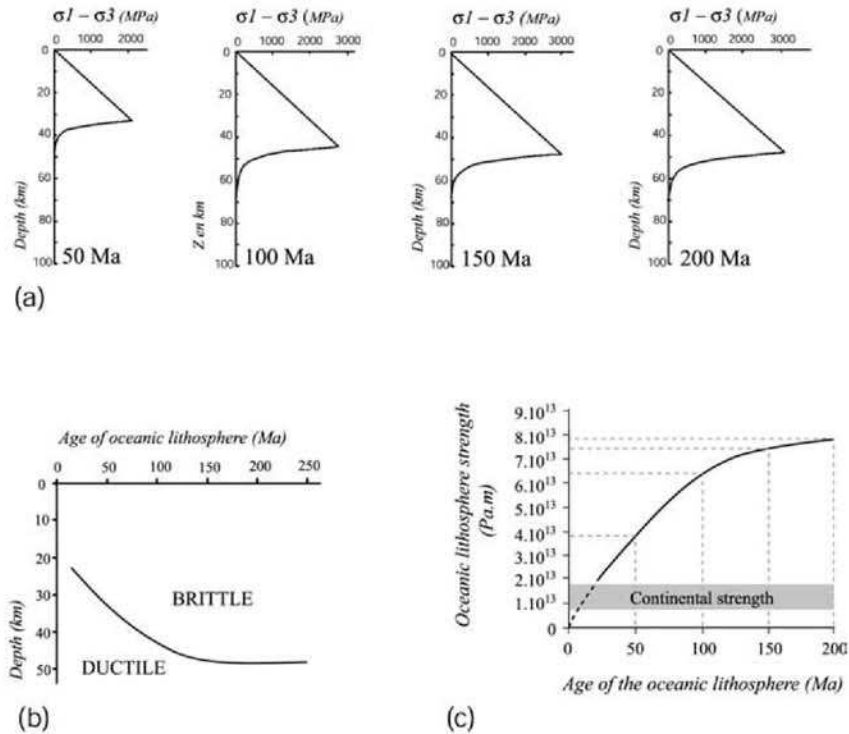 σ1 – σ3 (MPa)
0 1000 2000
0
20
40
60
80
100
Depth (km)
50 Ma
σ1 – σ3 (MPa)
0 1000 2000 3000
0
20
40
60
80
100
Z en km
100 Ma
σ1 – σ3 (MPa)
0 1000 2000 3000
0
20
40
60
80
100
Depth (km)
150 Ma
σ1 – σ3 (MPa)
0 1000 2000 3000
0
20
40
60
80
100
Depth (km)
200 Ma
(a)
Age of oceanic lithosphere (Ma)
0 50 100 150 200 250
0
10
20
30
40
50
Depth (km)
BRITTLE
DUCTILE
(b)
Oceanic lithosphere strength
(Pa.m)
9.10¹³
8.10¹³
7.10¹³
6.10¹³
5.10¹³
4.10¹³
3.10¹³
2.10¹³
1.10¹³
0
Continental strength
0 50 100 150 200
Age of the oceanic lithosphere (Ma)
(c)